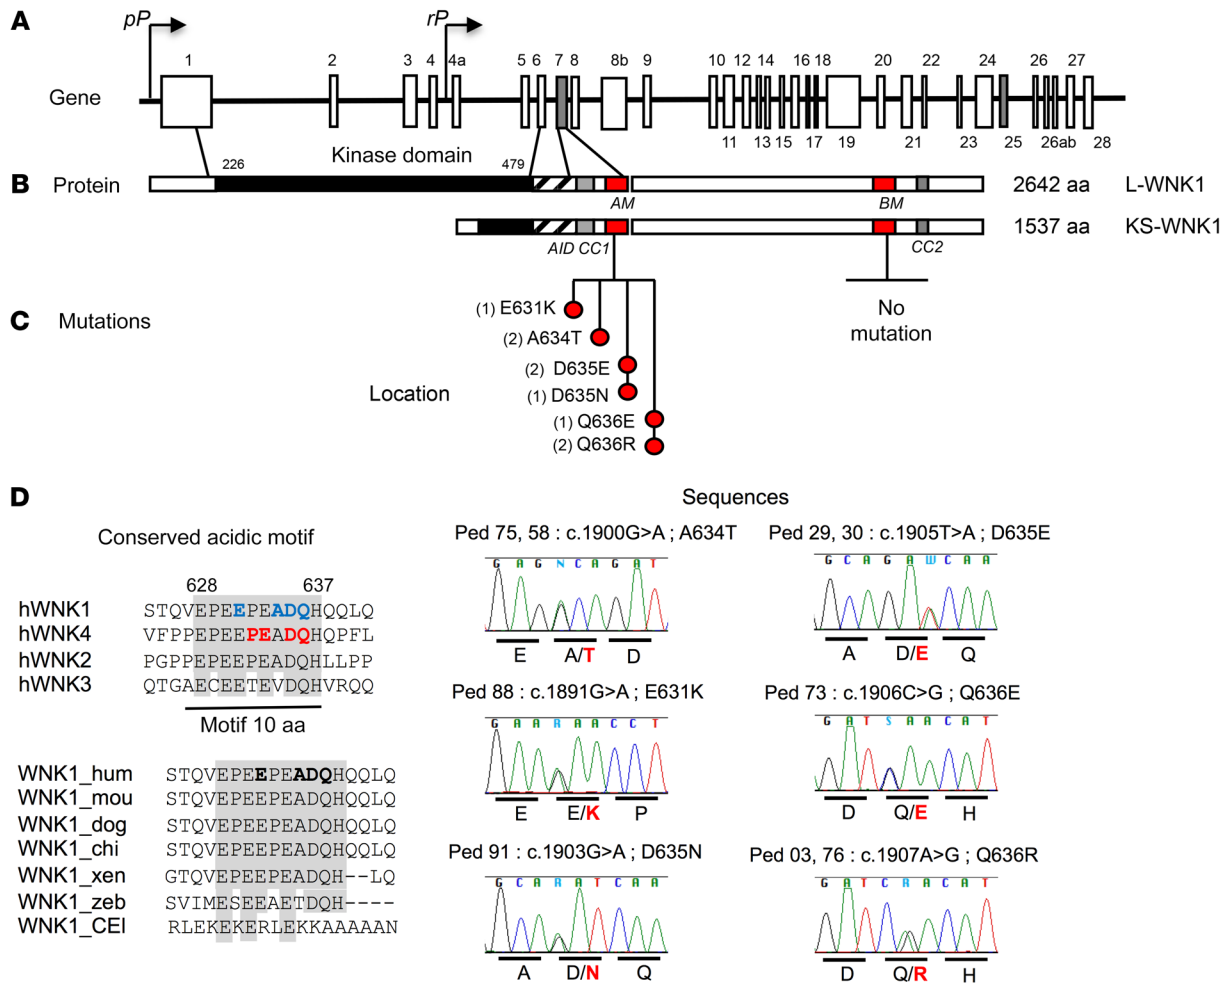 A
pP
rP
1 2 3 4 4a 5 6 7 8 8b 9 10 12 14 16 18 20 22 24 26 27
Gene
11 13 15 17 19 21 23 25 26ab 28
Kinase domain
226 479
B Protein 2642 aa L-WNK1
AM BM
1537 aa KS-WNK1
AID CC1 CC2
C Mutations
(1) E631K
(2) A634T
(2) D635E
(1) D635N
(1) Q636E
(2) Q636R
Location
No
mutation
D
Sequences
Conserved acidic motif
628 637
hWNK1 STQVEPEEPEADQHQQLQ
hWNK4 VFPPEPEEPEADQHQPFL
hWNK2 PGPPEPEEPEADQHLLPP
hWNK3 QTGAECEETEVDQHVRQQ
Motif 10 aa
WNK1_hum STQVEPEEPEADQHQQLQ
WNK1_mou STQVEPEEPEADQHQQLQ
WNK1_dog STQVEPEEPEADQHQQLQ
WNK1_chi STQVEPEEPEADQHQQLQ
WNK1_xen GTQVEPEEPEADQH--LQ
WNK1_zeb SVIMESEEAETDQH----
WNK1_CEl RLEKEKERLEKKAAAAAN
Ped 75, 58 : c.1900G>A ; A634T
G A G N C A G A T
E A/T D
Ped 29, 30 : c.1905T>A ; D635E
G C A G A W C A A
A D/E Q
Ped 88 : c.1891G>A ; E631K
G A A R A A C C T
E E/K P
Ped 73 : c.1906C>G ; Q636E
G A T S A A C A T
D Q/E H
Ped 91 : c.1903G>A ; D635N
G C A R A T C A A
A D/N Q
Ped 03, 76 : c.1907A>G ; Q636R
G A T C R A C A T
D Q/R H